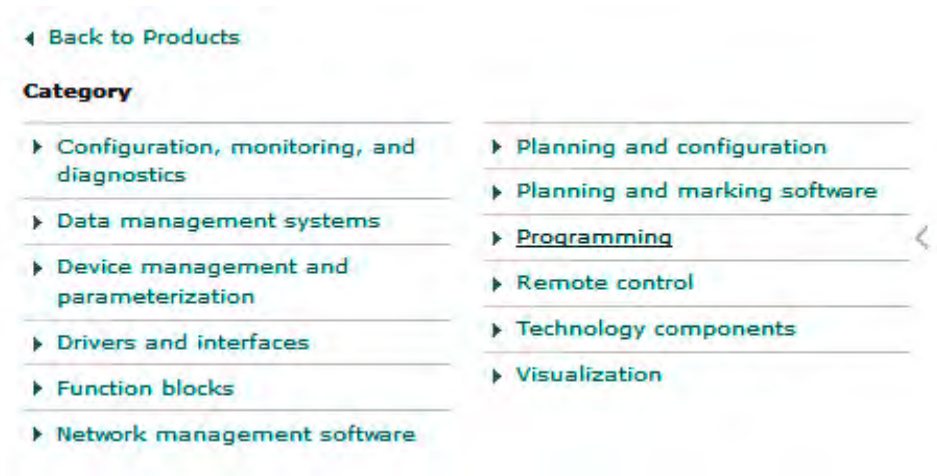 Back to Products
Category
Configuration, monitoring, and
diagnostics
Data management systems
Device management and
parameterization
Drivers and interfaces
Function blocks
Network management software
Planning and configuration
Planning and marking software
Programming
Remote control
Technology components
Visualization